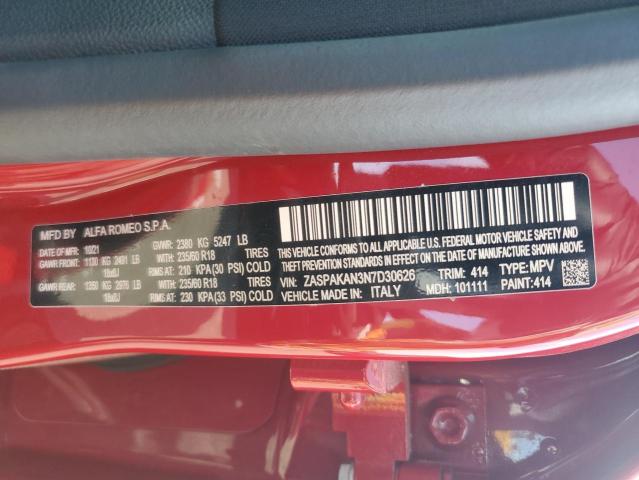 MFD BY ALFA ROMEO S.P.A.
DATE OF MFR: 10/21 GVWR: 2380 KG 5247 LB
GAWR FRONT: 1130 KG 2491 LB WITH: 235/60 R18 TIRES
18x8J RIMS AT: 210 KPA(30 PSI) COLD
GAWR REAR: 1350 KG 2976 LB WITH: 235/60 R18 TIRES
18x8J RIMS AT: 230 KPA(33 PSI) COLD
THIS VEHICLE CONFORMS TO ALL APPLICABLE
U.S. FEDERAL MOTOR VEHICLE SAFETY AND
THEFT PREVENTION STANDARDS IN EFFECT ON THE DATE OF MANUFACTURE SHOWN ABOVE.
VIN: ZASPAKAN3N7D30626 TRIM: 414 TYPE: MPV
VEHICLE MADE IN: ITALY MDH: 101111 PAINT: 414